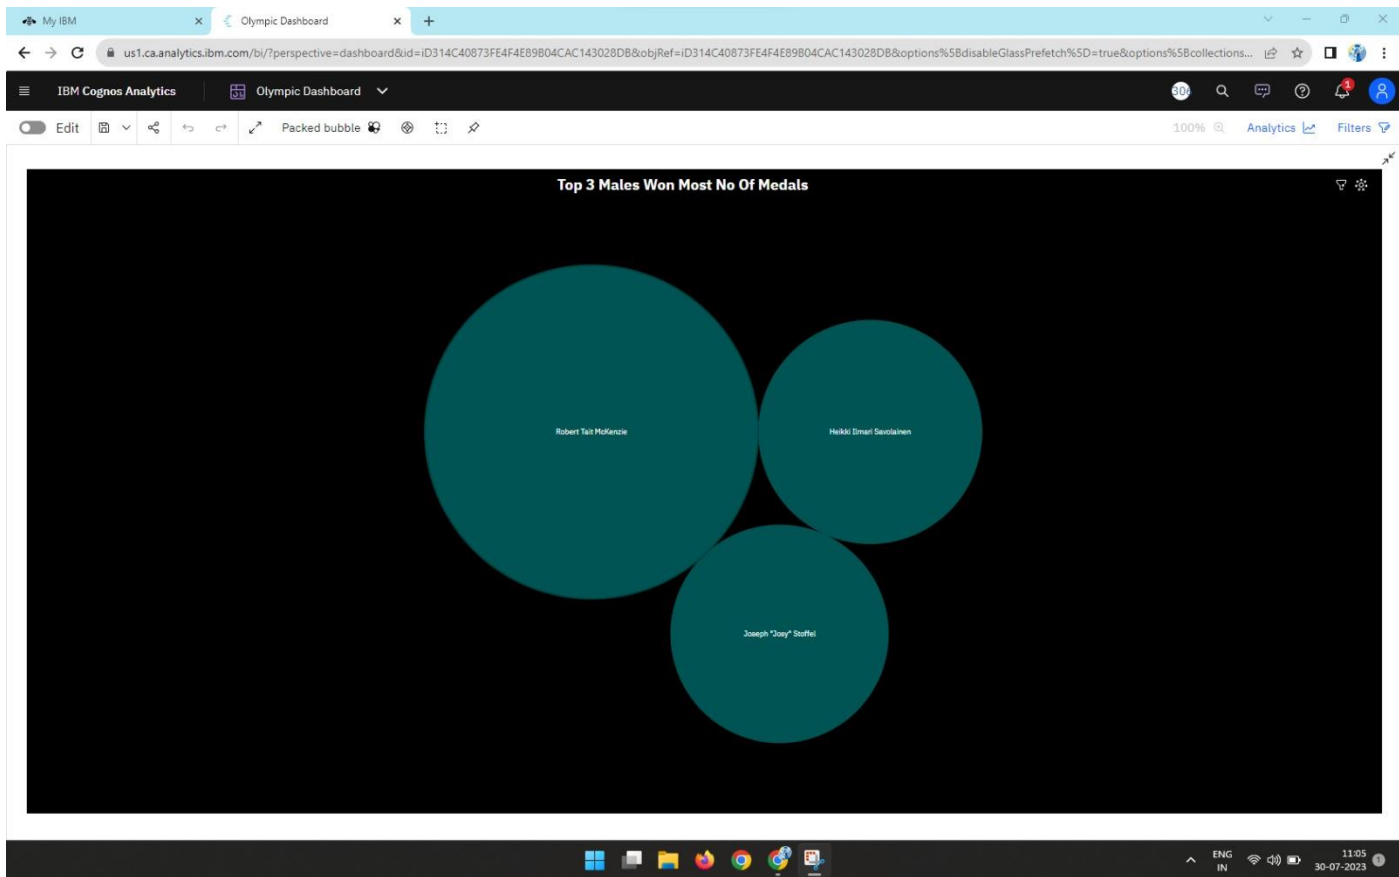 My IBM
Olympic Dashboard
us1.ca.analytics.ibm.com/bi/?perspective=dashboard&id=iD314C40873FE4F4E89B04CAC143028DB&objRef=iD314C40873FE4F4E89B04CAC143028DB&options%5BdisableGlassPrefetch%5D=true&options%5Bcollections...
IBM Cognos Analytics
Olympic Dashboard
1
Edit
Packed bubble
100%
Analytics
Filters
Top 3 Males Won Most No Of Medals
Robert Tait McKenzie
Heikki Ilmari Savolainen
Joseph "Josy" Stoffel
ENG
IN
11:05
30-07-2023
1